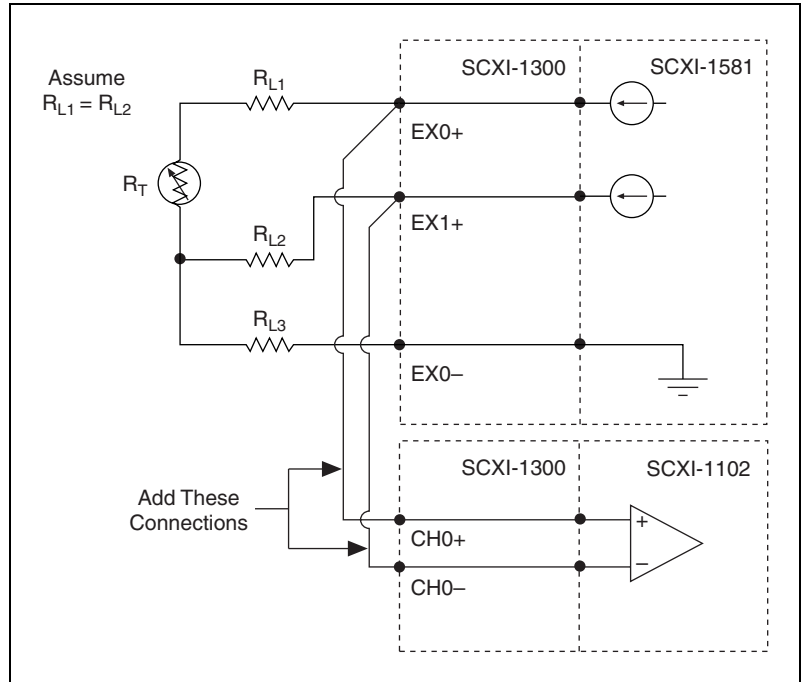 Assume
RL1 = RL2
RL1
SCXI-1300
SCXI-1581
EX0+
RT
EX1+
RL2
RL3
EX0–
SCXI-1300
SCXI-1102
Add These
Connections
CH0+
+
CH0–
–